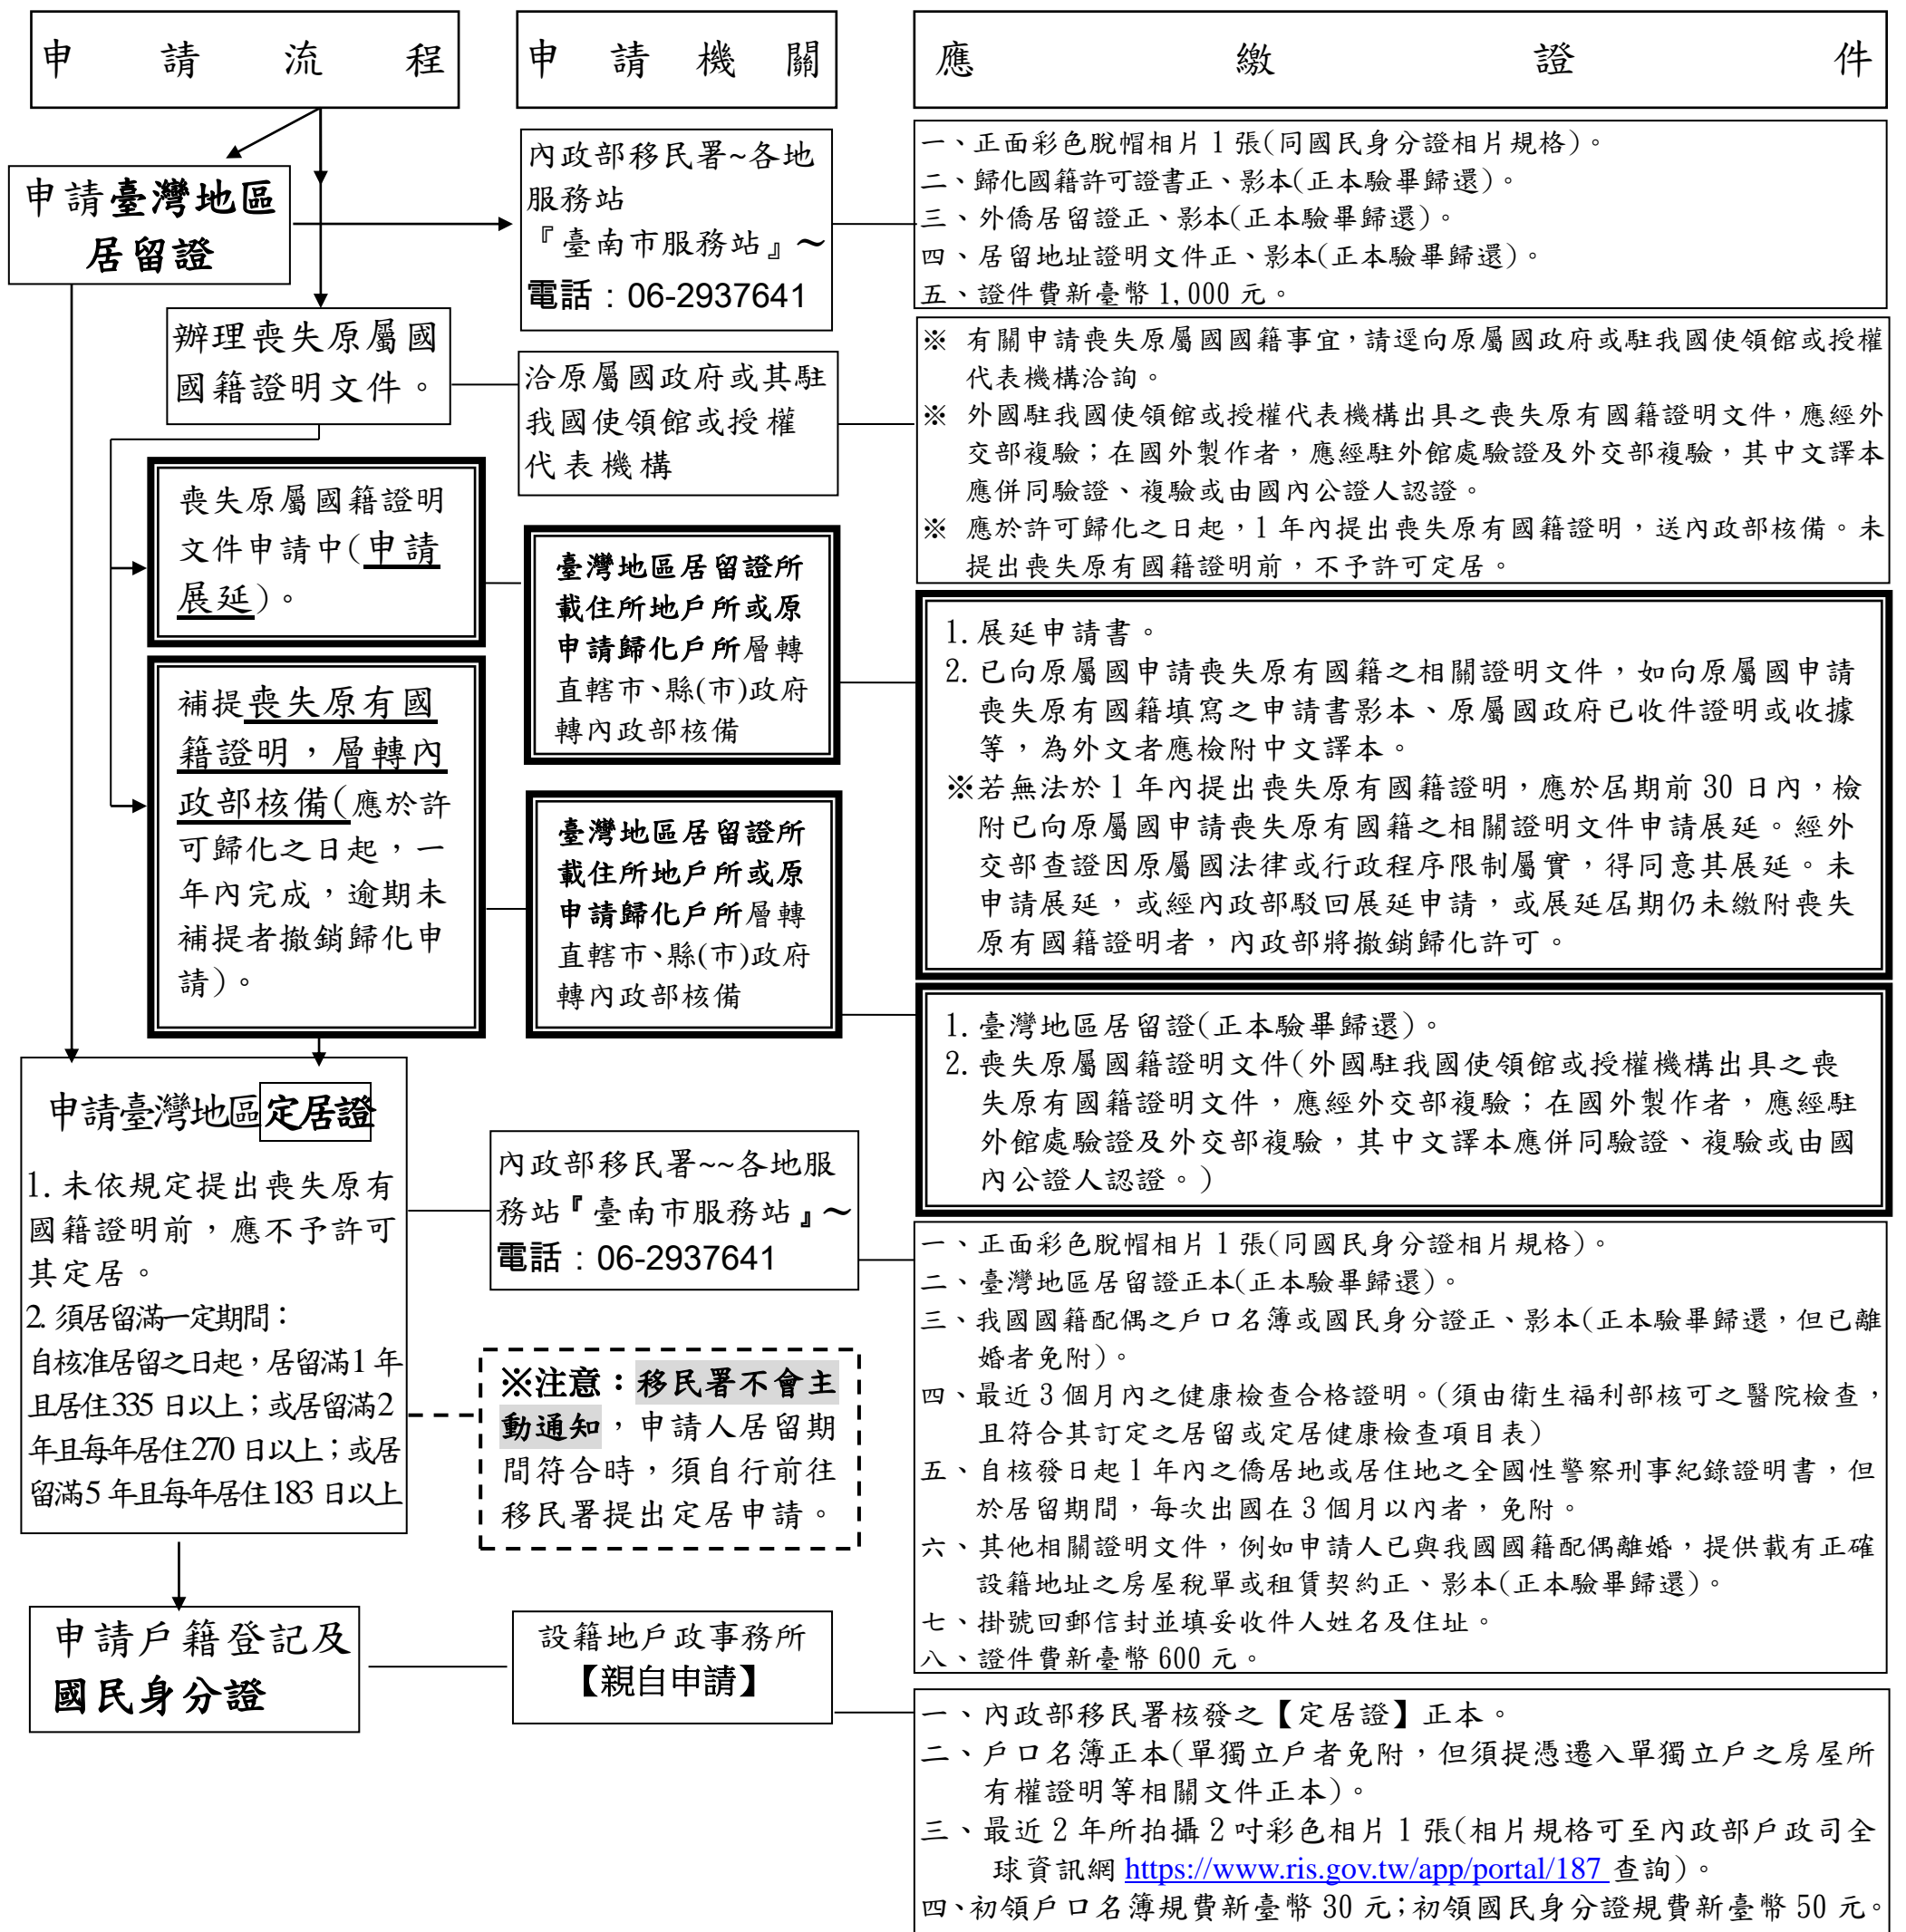 申請流程
申請機關
應繳證件
申請臺灣地區
居留證
內政部移民署~各地
服務站
『臺南市服務站』～
電話：06-2937641
一、正面彩色脫帽相片 1 張(同國民身分證相片規格)。
二、歸化國籍許可證書正、影本(正本驗畢歸還)。
三、外僑居留證正、影本(正本驗畢歸還)。
四、居留地址證明文件正、影本(正本驗畢歸還)。
五、證件費新臺幣 1,000 元。
辦理喪失原屬國
國籍證明文件。
洽原屬國政府或其駐
我國使領館或授權
代表機構
※ 有關申請喪失原屬國國籍事宜，請逕向原屬國政府或駐我國使領館或授權
代表機構洽詢。
※ 外國駐我國使領館或授權代表機構出具之喪失原有國籍證明文件，應經外
交部複驗；在國外製作者，應經駐外館處驗證及外交部複驗，其中文譯本
應併同驗證、複驗或由國內公證人認證。
※ 應於許可歸化之日起，1 年內提出喪失原有國籍證明，送內政部核備。未
提出喪失原有國籍證明前，不予許可定居。
喪失原屬國籍證明
文件申請中(申請
展延)。
臺灣地區居留證所
載住所地戶所或原
申請歸化戶所層轉
直轄市、縣(市)政府
轉內政部核備
1.展延申請書。
2.已向原屬國申請喪失原有國籍之相關證明文件，如向原屬國申請
喪失原有國籍填寫之申請書影本、原屬國政府已收件證明或收據
等，為外文者應檢附中文譯本。
※若無法於 1 年內提出喪失原有國籍證明，應於屆期前 30 日內，檢
附已向原屬國申請喪失原有國籍之相關證明文件申請展延。經外
交部查證因原屬國法律或行政程序限制屬實，得同意其展延。未
申請展延，或經內政部駁回展延申請，或展延屆期仍未繳附喪失
原有國籍證明者，內政部將撤銷歸化許可。
補提喪失原有國
籍證明，層轉內
政部核備(應於許
可歸化之日起，一
年內完成，逾期未
補提者撤銷歸化申
請)。
臺灣地區居留證所
載住所地戶所或原
申請歸化戶所層轉
直轄市、縣(市)政府
轉內政部核備
1.臺灣地區居留證(正本驗畢歸還)。
2.喪失原屬國籍證明文件(外國駐我國使領館或授權機構出具之喪
失原有國籍證明文件，應經外交部複驗；在國外製作者，應經駐
外館處驗證及外交部複驗，其中文譯本應併同驗證、複驗或由國
內公證人認證。)
申請臺灣地區定居證
1.未依規定提出喪失原有
國籍證明前，應不予許可
其定居。
2.須居留滿一定期間：
自核准居留之日起，居留滿 1 年
且居住 335 日以上；或居留滿 2
年且每年居住 270 日以上；或居
留滿 5 年且每年居住 183 日以上
內政部移民署~~各地服
務站『臺南市服務站』～
電話：06-2937641
※注意：移民署不會主
動通知，申請人居留期
間符合時，須自行前往
移民署提出定居申請。
一、正面彩色脫帽相片 1 張(同國民身分證相片規格)。
二、臺灣地區居留證正本(正本驗畢歸還)。
三、我國國籍配偶之戶口名簿或國民身分證正、影本(正本驗畢歸還，但已離
婚者免附)。
四、最近 3 個月內之健康檢查合格證明。(須由衛生福利部核可之醫院檢查，
且符合其訂定之居留或定居健康檢查項目表)
五、自核發日起 1 年內之僑居地或居住地之全國性警察刑事紀錄證明書，但
於居留期間，每次出國在 3 個月以內者，免附。
六、其他相關證明文件，例如申請人已與我國國籍配偶離婚，提供載有正確
設籍地址之房屋稅單或租賃契約正、影本(正本驗畢歸還)。
七、掛號回郵信封並填妥收件人姓名及住址。
八、證件費新臺幣 600 元。
申請戶籍登記及
國民身分證
設籍地戶政事務所
【親自申請】
一、內政部移民署核發之【定居證】正本。
二、戶口名簿正本(單獨立戶者免附，但須提憑遷入單獨立戶之房屋所
有權證明等相關文件正本)。
三、最近 2 年所拍攝 2 吋彩色相片 1 張(相片規格可至內政部戶政司全
球資訊網 https://www.ris.gov.tw/app/portal/187 查詢)。
四、初領戶口名簿規費新臺幣 30 元；初領國民身分證規費新臺幣 50 元。